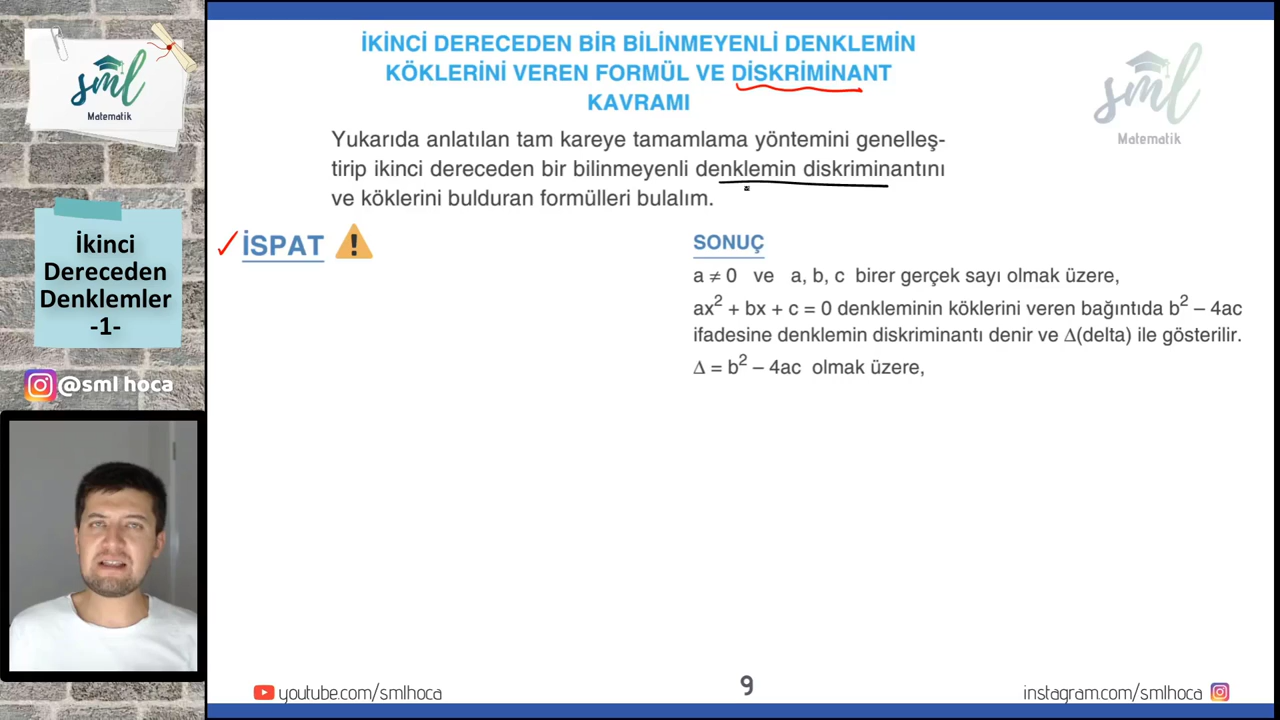 sml
Matematik
İkinci
Dereceden
Denklemler
-1-
@sml hoca
İKİNCİ DERECEDEN BİR BİLİNMEYENLİ DENKLEMİN
KÖKLERİNİ VEREN FORMÜL VE DİSKRİMİNANT
KAVRAMI
sml
Matematik
Yukarıda anlatılan tam kareye tamamlama yöntemini genelleş-
tirip ikinci dereceden bir bilinmeyenli denklemin diskriminantını
ve köklerini bulduran formülleri bulalım.
İSPAT
SONUÇ
a ≠ 0 ve a, b, c birer gerçek sayı olmak üzere,
ax² + bx + c = 0 denkleminin köklerini veren bağıntıda b² – 4ac
ifadesine denklemin diskriminantı denir ve Δ(delta) ile gösterilir.
Δ = b² – 4ac olmak üzere,
youtube.com/smlhoca
9
instagram.com/smlhoca